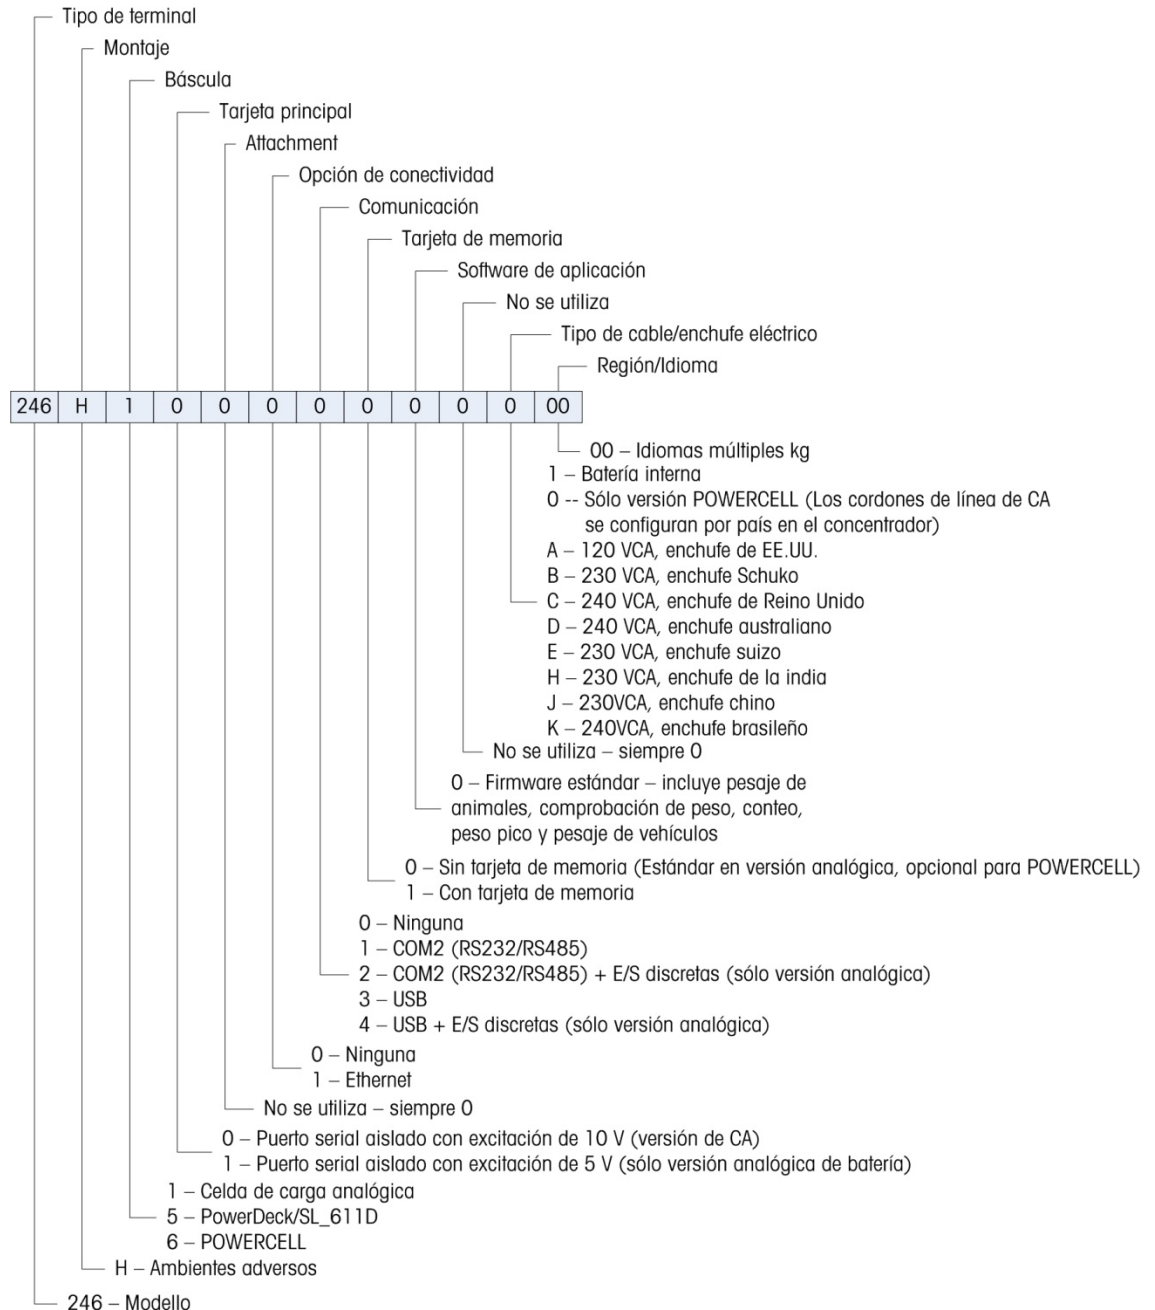 Tipo de terminal
Montaje
Báscula
Tarjeta principal
Attachment
Opción de conectividad
Comunicación
Tarjeta de memoria
Software de aplicación
No se utiliza
Tipo de cable/enchufe eléctrico
Región/Idioma
246 H 1 0 0 0 0 0 0 0 0 00
00 – Idiomas múltiples kg
1 – Batería interna
0 -- Sólo versión POWERCELL (Los cordones de línea de CA
se configuran por país en el concentrador)
A – 120 VCA, enchufe de EE.UU.
B – 230 VCA, enchufe Schuko
C – 240 VCA, enchufe de Reino Unido
D – 240 VCA, enchufe australiano
E – 230 VCA, enchufe suizo
H – 230 VCA, enchufe de la india
J – 230VCA, enchufe chino
K – 240VCA, enchufe brasileño
No se utiliza – siempre 0
0 – Firmware estándar – incluye pesaje de
animales, comprobación de peso, conteo,
peso pico y pesaje de vehículos
0 – Sin tarjeta de memoria (Estándar en versión analógica, opcional para POWERCELL)
1 – Con tarjeta de memoria
0 – Ninguna
1 – COM2 (RS232/RS485)
2 – COM2 (RS232/RS485) + E/S discretas (sólo versión analógica)
3 – USB
4 – USB + E/S discretas (sólo versión analógica)
0 – Ninguna
1 – Ethernet
No se utiliza – siempre 0
0 – Puerto serial aislado con excitación de 10 V (versión de CA)
1 – Puerto serial aislado con excitación de 5 V (sólo versión analógica de batería)
1 – Celda de carga analógica
5 – PowerDeck/SL_611D
6 – POWERCELL
H – Ambientes adversos
246 – Modello